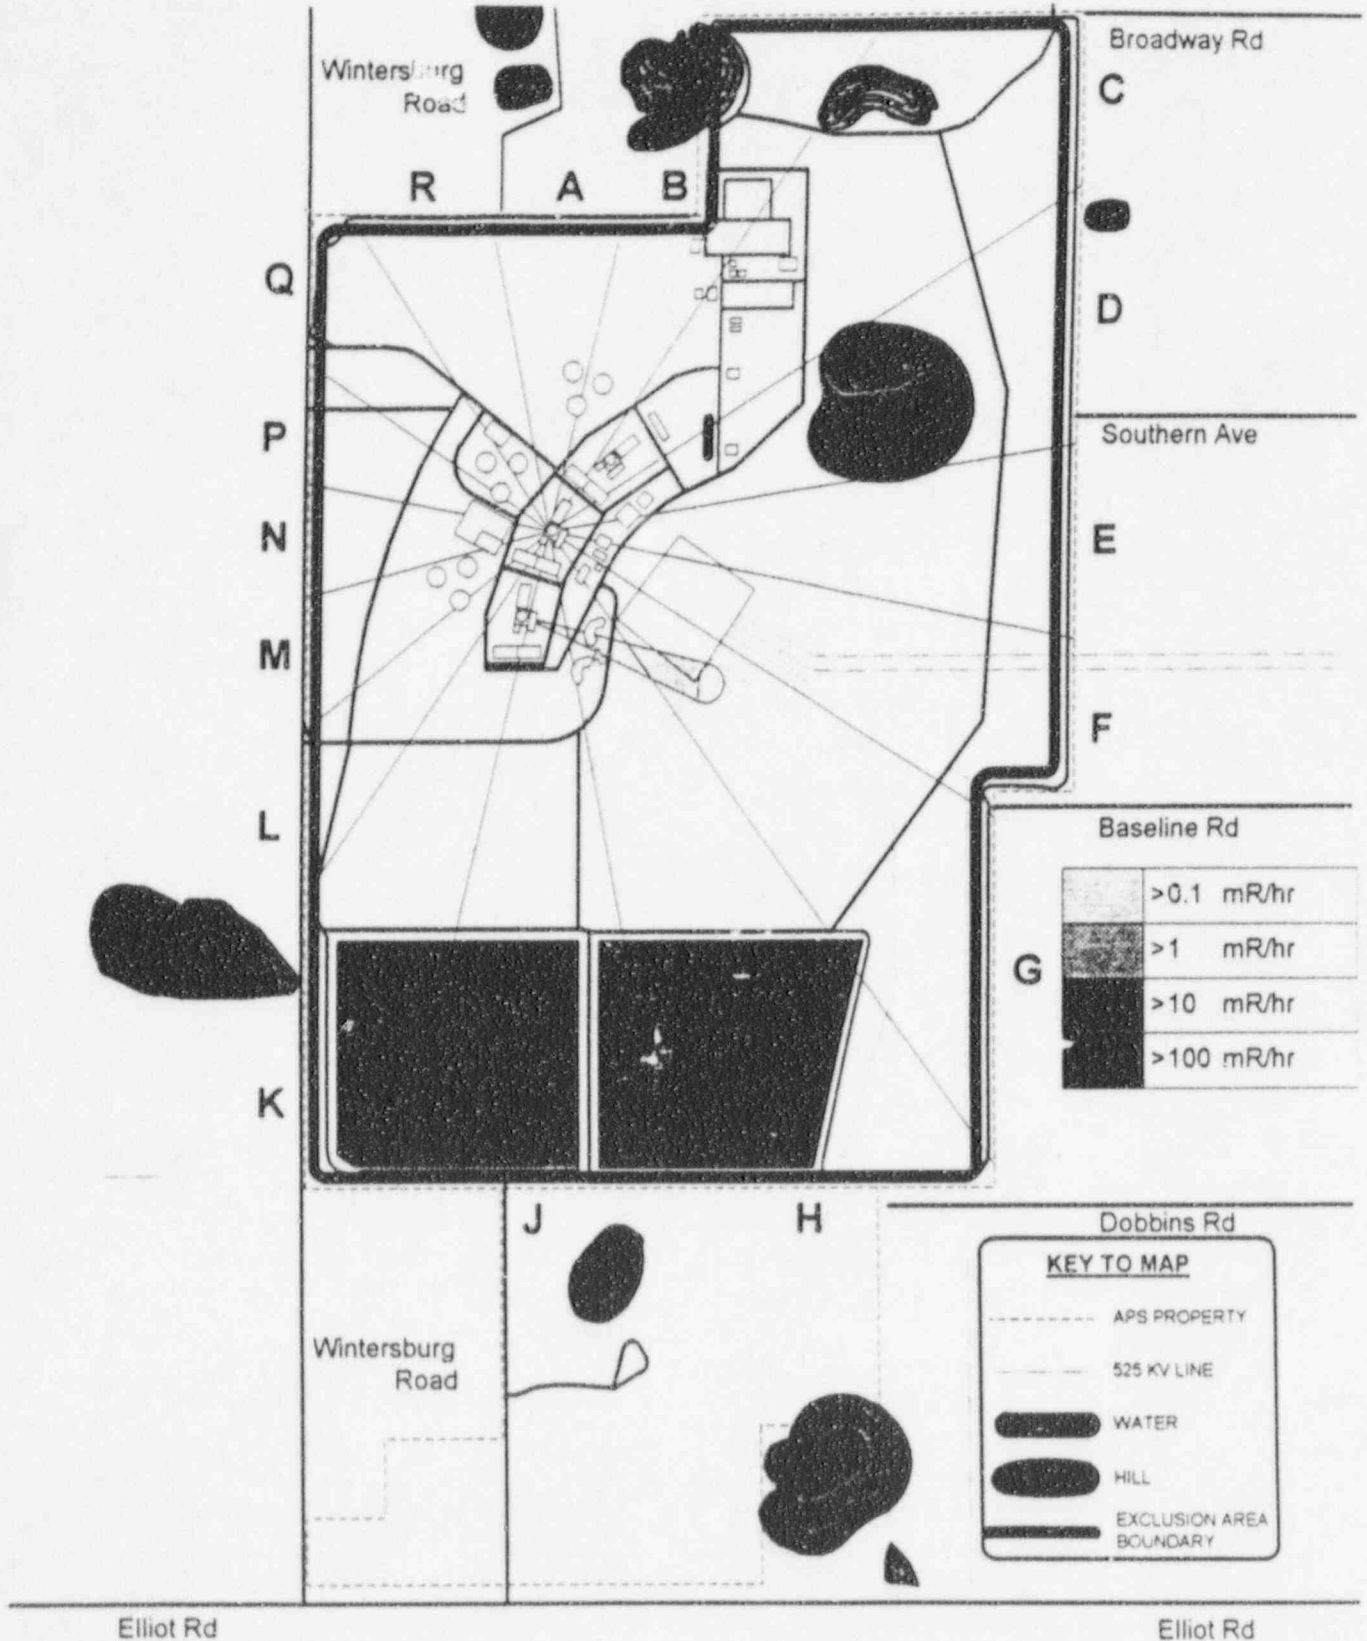 Broadway Rd
Wintersburg
Road
C
R A B
Q
D
P
Southern Ave
N
E
M
F
L
Baseline Rd
>0.1 mR/hr
>1 mR/hr
G
>10 mR/hr
>100 mR/hr
K
J H
Dobbins Rd
KEY TO MAP
APS PROPERTY
Wintersburg
Road
525 KV LINE
WATER
HILL
EXCLUSION AREA
BOUNDARY
Elliot Rd
Elliot Rd